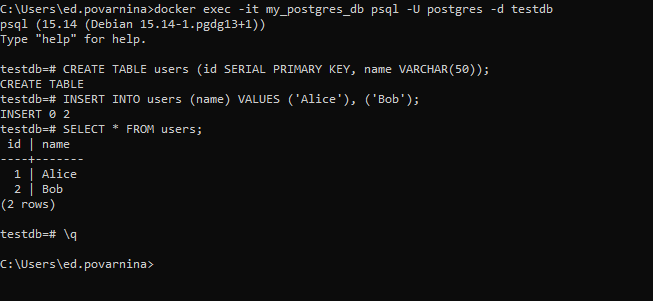 C:\Users\ed.povarnina>docker exec -it my_postgres_db psql -U postgres -d testdb
psql (15.14 (Debian 15.14-1.pgdg13+1))
Type "help" for help.

testdb=# CREATE TABLE users (id SERIAL PRIMARY KEY, name VARCHAR(50));
CREATE TABLE
testdb=# INSERT INTO users (name) VALUES ('Alice'), ('Bob');
INSERT 0 2
testdb=# SELECT * FROM users;
 id | name
----+-------
  1 | Alice
  2 | Bob
(2 rows)

testdb=# \q

C:\Users\ed.povarnina>